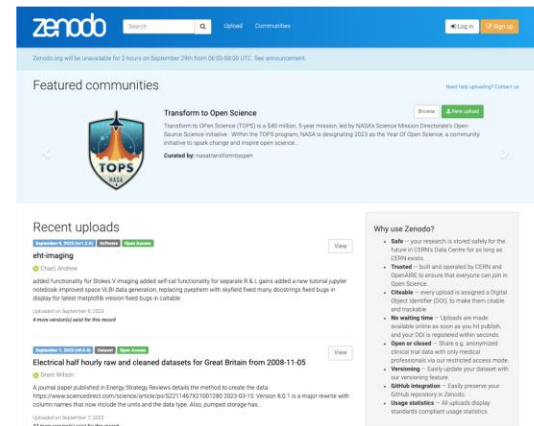 zenodo
Search
Upload
Communities
Log in
Sign up
Zenodo.org will be unavailable for 2 hours on September 29th from 06:00-08:00 UTC. See announcement.
Featured communities
Need help uploading? Contact us
Transform to Open Science
Browse
New upload
Transform to OPen Science (TOPS) is a $40 million, 5-year mission, led by NASA's Science Mission Directorate's Open-
Source Science initiative. Within the TOPS program, NASA is designating 2023 as the Year Of Open Science, a community
initiative to spark change and inspire open science...
Curated by: nasatransformtoopen
TOPS
NASA
Recent uploads
September 8, 2023 (v1.2.6) Software Open Access
View
eht-imaging
Chael, Andrew
added functionality for Stokes V imaging added self-cal functionality for separate R & L gains added a new tutorial jupyter
notebook improved space VLBI data generation, replacing pyephem with skyfield fixed many docstrings fixed bugs in
display for latest matplotlib version fixed bugs in caltable
Uploaded on September 8, 2023
4 more version(s) exist for this record
September 7, 2023 Dataset Open Access
View
Electrical half hourly raw and cleaned datasets for Great Britain from 2008-11-05
Grant Wilson
A journal paper published in Energy Strategy Reviews details the method to create the data.
https://www.sciencedirect.com/science/article/pii/S2211467X21001280 2023-03-10: Version 8.0.1 is a major rewrite with
column names that now include the units and the data type. Also, pumped storage has...
Uploaded on September 7, 2023
more version(s) exist for this record
Why use Zenodo?
• Safe — your research is stored safely for the
future in CERN's Data Centre for as long as
CERN exists.
• Trusted — built and operated by CERN and
OpenAIRE to ensure that everyone can join in
Open Science.
• Citeable — every upload is assigned a Digital
Object Identifier (DOI), to make them citable
and trackable.
• No waiting time — Uploads are made
available online as soon as you hit publish,
and your DOI is registered within seconds.
• Open or closed — Share e.g. anonymized
clinical trial data with only medical
professionals via our restricted access mode.
• Versioning — Easily update your dataset with
our versioning feature.
• GitHub integration — Easily preserve your
GitHub repository in Zenodo.
• Usage statistics — All uploads display
standards compliant usage statistics.